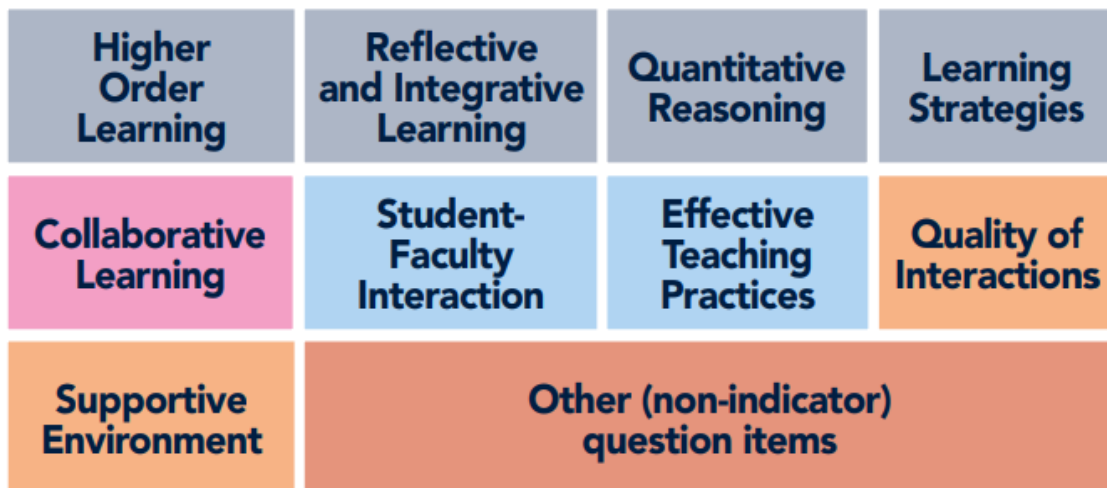 Higher
Order
Learning
Reflective
and Integrative
Learning
Quantitative
Reasoning
Learning
Strategies
Collaborative
Learning
Student-
Faculty
Interaction
Effective
Teaching
Practices
Quality of
Interactions
Supportive
Environment
Other (non-indicator)
question items